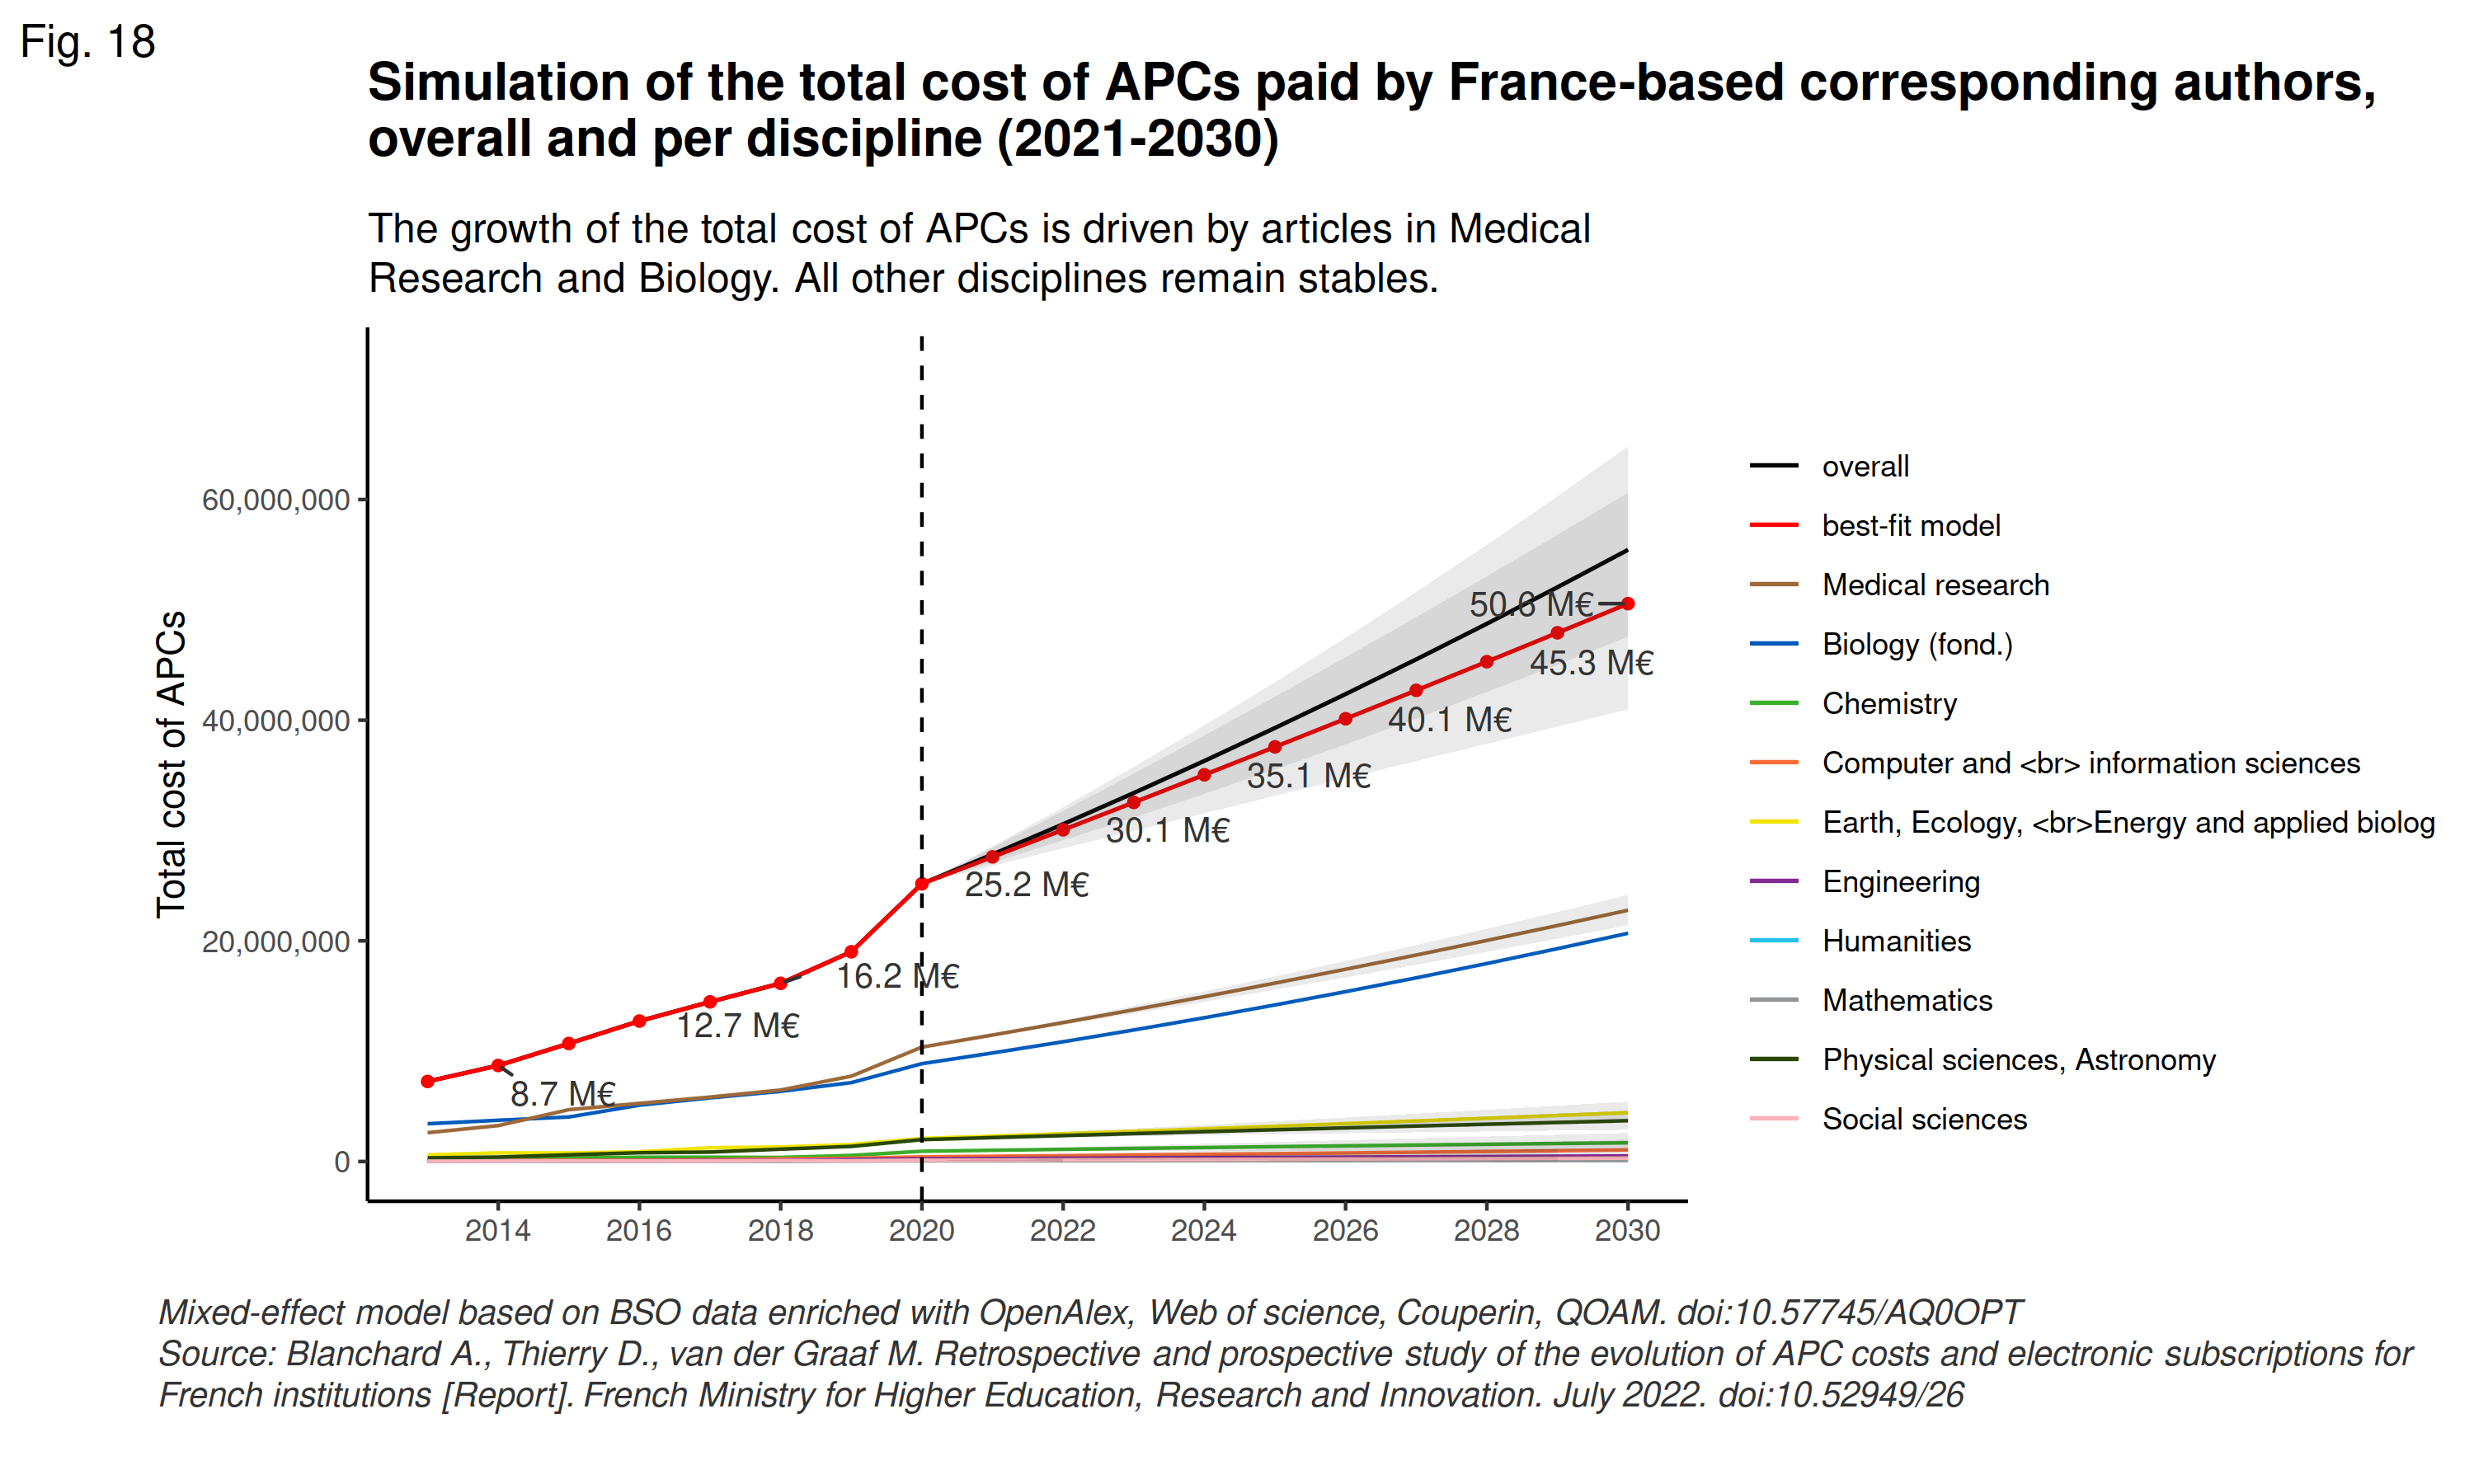 Fig. 18
Simulation of the total cost of APCs paid by France-based corresponding authors,
overall and per discipline (2021-2030)
The growth of the total cost of APCs is driven by articles in Medical
Research and Biology. All other disciplines remain stables.
Total cost of APCs
60,000,000
40,000,000
20,000,000
0
50.6 M€
45.3 M€
40.1 M€
35.1 M€
30.1 M€
25.2 M€
16.2 M€
12.7 M€
8.7 M€
2014
2016
2018
2020
2022
2024
2026
2028
2030
overall
best-fit model
Medical research
Biology (fond.)
Chemistry
Computer and <br> information sciences
Earth, Ecology, <br>Energy and applied biolog
Engineering
Humanities
Mathematics
Physical sciences, Astronomy
Social sciences
Mixed-effect model based on BSO data enriched with OpenAlex, Web of science, Couperin, QOAM. doi:10.57745/AQ0OPT
Source: Blanchard A., Thierry D., van der Graaf M. Retrospective and prospective study of the evolution of APC costs and electronic subscriptions for
French institutions [Report]. French Ministry for Higher Education, Research and Innovation. July 2022. doi:10.52949/26